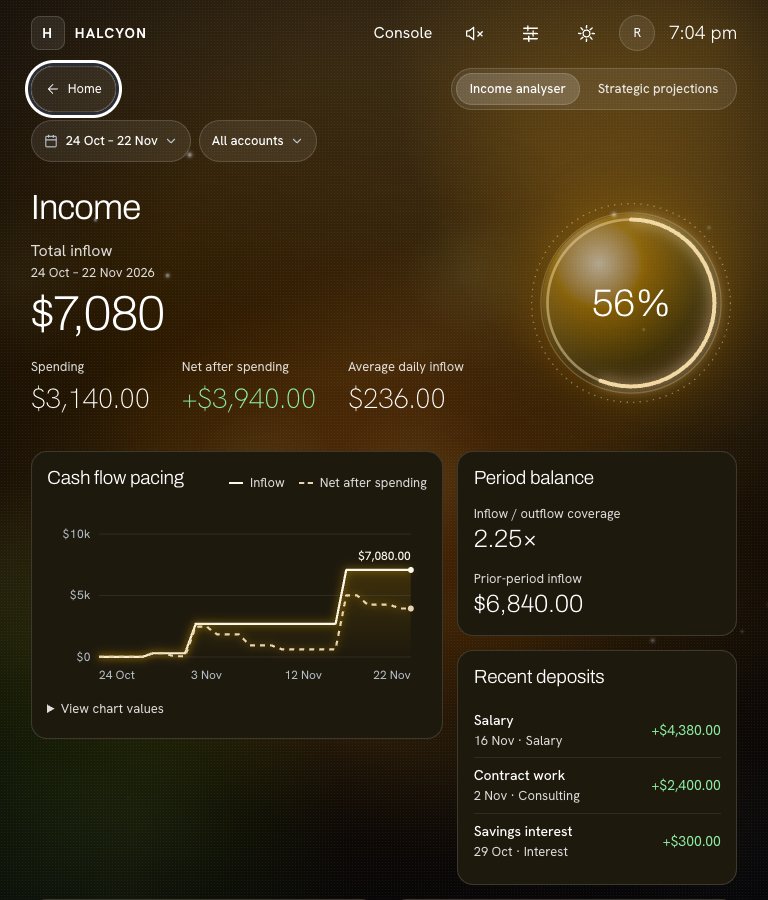 H HALCYON Console R 7:04 pm
Home Income analyser Strategic projections
24 Oct – 22 Nov All accounts
Income
Total inflow
24 Oct – 22 Nov 2026
$7,080
56%
Spending Net after spending Average daily inflow
$3,140.00 +$3,940.00 $236.00
Cash flow pacing
Inflow Net after spending
$10k
$7,080.00
$5k
$0
24 Oct 3 Nov 12 Nov 22 Nov
View chart values
Period balance
Inflow / outflow coverage
2.25×
Prior-period inflow
$6,840.00
Recent deposits
Salary
16 Nov · Salary
+$4,380.00
Contract work
2 Nov · Consulting
+$2,400.00
Savings interest
29 Oct · Interest
+$300.00